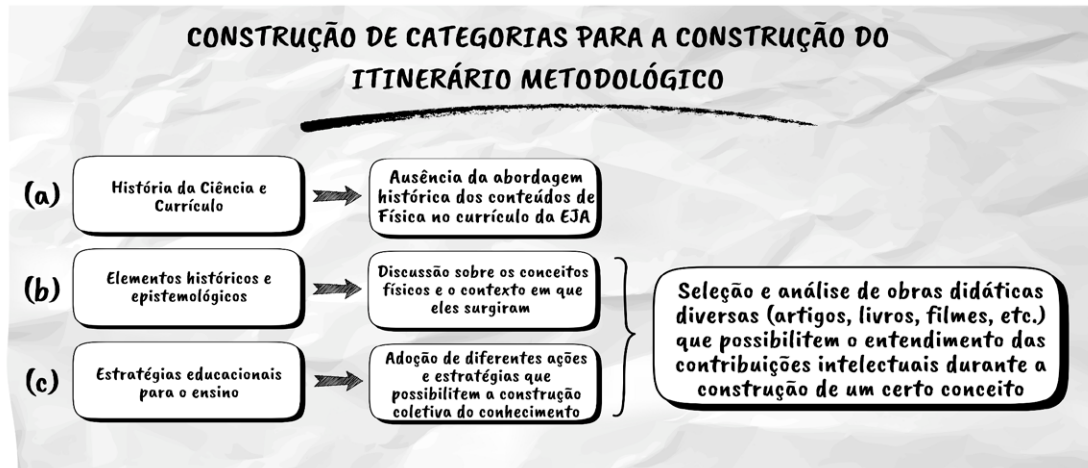 CONSTRUÇÃO DE CATEGORIAS PARA A CONSTRUÇÃO DO
ITINERÁRIO METODOLÓGICO
(a)
História da Ciência e
Currículo
Ausência da abordagem
histórica dos conteúdos de
Física no currículo da EJA
(b)
Elementos históricos e
epistemológicos
Discussão sobre os conceitos
físicos e o contexto em que
eles surgiram
(c)
Estratégias educacionais
para o ensino
Adoção de diferentes ações
e estratégias que
possibilitem a construção
coletiva do conhecimento
Seleção e análise de obras didáticas
diversas (artigos, livros, filmes, etc.)
que possibilitem o entendimento das
contribuições intelectuais durante a
construção de um certo conceito